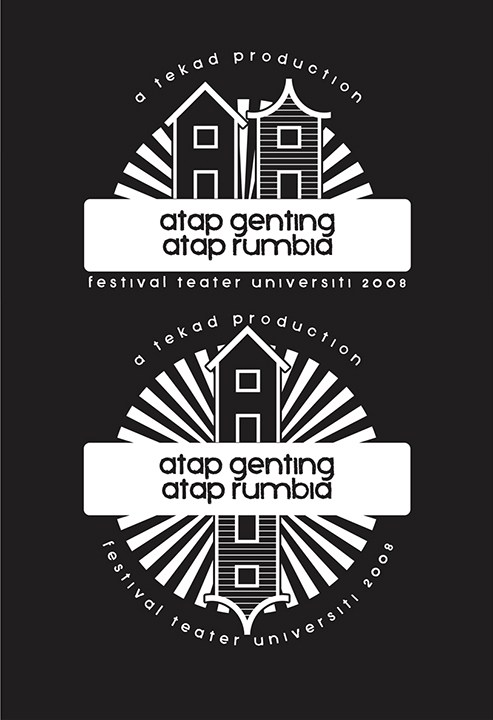 a tekad production
atap genting
atap rumbia
festival teater universiti 2008
a tekad production
atap genting
atap rumbia
festival teater universiti 2008